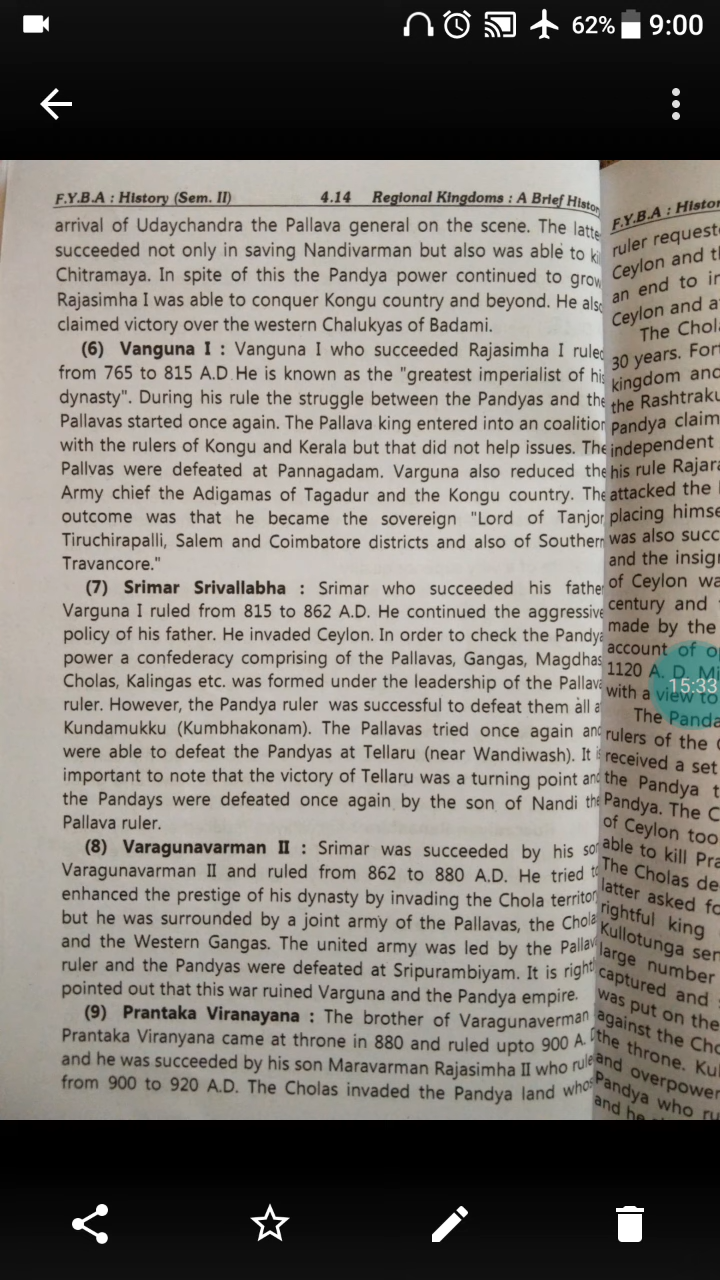 62% 9:00
F.Y.B.A : History (Sem. II) 4.14 Regional Kingdoms : A Brief Histor
arrival of Udaychandra the Pallava general on the scene. The latte
succeeded not only in saving Nandivarman but also was able to ki
Chitramaya. In spite of this the Pandya power continued to grow
Rajasimha I was able to conquer Kongu country and beyond. He also
claimed victory over the western Chalukyas of Badami.
(6) Vanguna I : Vanguna I who succeeded Rajasimha I ruled
from 765 to 815 A.D. He is known as the "greatest imperialist of his
dynasty". During his rule the struggle between the Pandyas and the
Pallavas started once again. The Pallava king entered into an coalition
with the rulers of Kongu and Kerala but that did not help issues. The
Pallvas were defeated at Pannagadam. Varguna also reduced the
Army chief the Adigamas of Tagadur and the Kongu country. The
outcome was that he became the sovereign "Lord of Tanjor
Tiruchirapalli, Salem and Coimbatore districts and also of Southern
Travancore."
(7) Srimar Srivallabha : Srimar who succeeded his father
Varguna I ruled from 815 to 862 A.D. He continued the aggressive
policy of his father. He invaded Ceylon. In order to check the Pandya
power a confederacy comprising of the Pallavas, Gangas, Magdhas
Cholas, Kalingas etc. was formed under the leadership of the Pallava
ruler. However, the Pandya ruler was successful to defeat them all a
Kundamukku (Kumbhakonam). The Pallavas tried once again and
were able to defeat the Pandyas at Tellaru (near Wandiwash). It i
important to note that the victory of Tellaru was a turning point and
the Pandays were defeated once again by the son of Nandi the
Pallava ruler.
(8) Varagunavarman II : Srimar was succeeded by his son
Varagunavarman II and ruled from 862 to 880 A.D. He tried to
enhanced the prestige of his dynasty by invading the Chola territor
but he was surrounded by a joint army of the Pallavas, the Chola
and the Western Gangas. The united army was led by the Pallav
ruler and the Pandyas were defeated at Sripurambiyam. It is right
pointed out that this war ruined Varguna and the Pandya empire.
(9) Prantaka Viranayana : The brother of Varagunaverman
Prantaka Viranyana came at throne in 880 and ruled upto 900 A.
and he was succeeded by his son Maravarman Rajasimha II who rule
from 900 to 920 A.D. The Cholas invaded the Pandya land whos
F.Y.B.A : Histor
ruler request
Ceylon and t
an end to i
Ceylon and a
The Chol
30 years. For
kingdom and
the Rashtraku
Pandya claim
independent
his rule Rajar
attacked the
placing himse
was also succ
and the insig
of Ceylon wa
century and
made by the
account of op
1120 A. D. Mi
15:33
with a view to
The Panda
rulers of the
received a set
the Pandya t
Pandya. The C
of Ceylon too
able to kill Pra
The Cholas de
latter asked fo
rightful king
Kullotunga sen
large number
captured and
was put on the
against the Cho
the throne. Ku
and overpower
Pandya who ru
and he